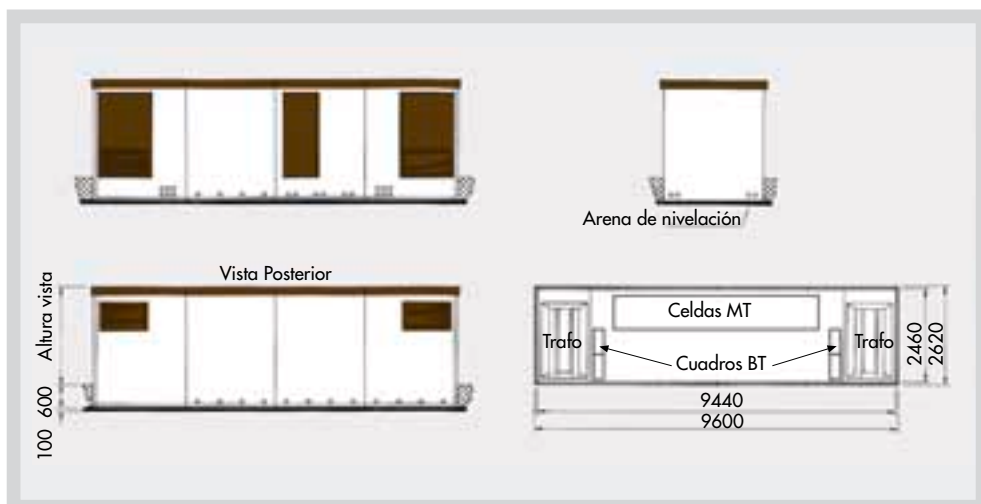 Arena de nivelación
Vista Posterior
Altura vista
600
100
Celdas MT
Trafo
Trafo
Cuadros BT
2460
2620
9440
9600